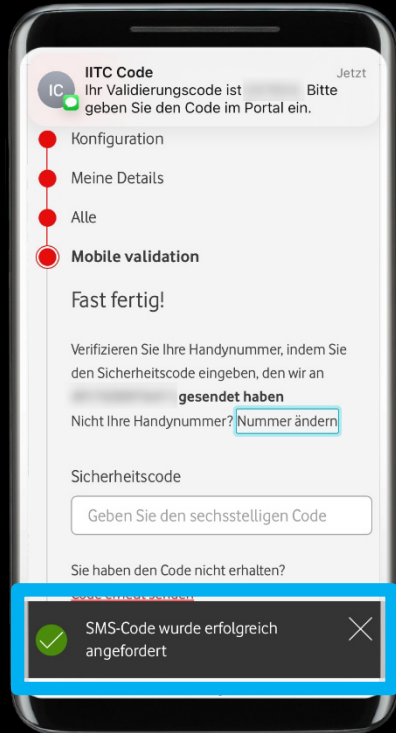 IC
IITC Code
Jetzt
Ihr Validierungscode ist Bitte
geben Sie den Code im Portal ein.
Konfiguration
Meine Details
Alle
Mobile validation
Fast fertig!
Verifizieren Sie Ihre Handynummer, indem Sie
den Sicherheitscode eingeben, den wir an
gesendet haben
Nicht Ihre Handynummer? Nummer ändern
Sicherheitscode
Geben Sie den sechsstelligen Code
Sie haben den Code nicht erhalten?
Code erneut senden
SMS-Code wurde erfolgreich
angefordert